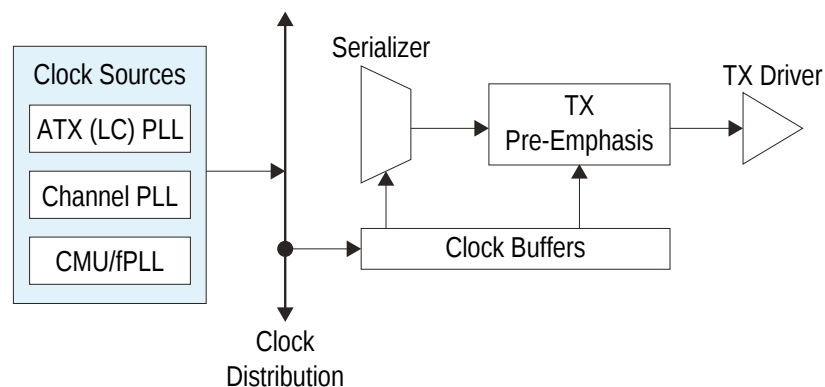 Clock Sources
ATX (LC) PLL
Channel PLL
CMU/fPLL
Clock
Distribution
Serializer
TX
Pre-Emphasis
TX Driver
Clock Buffers